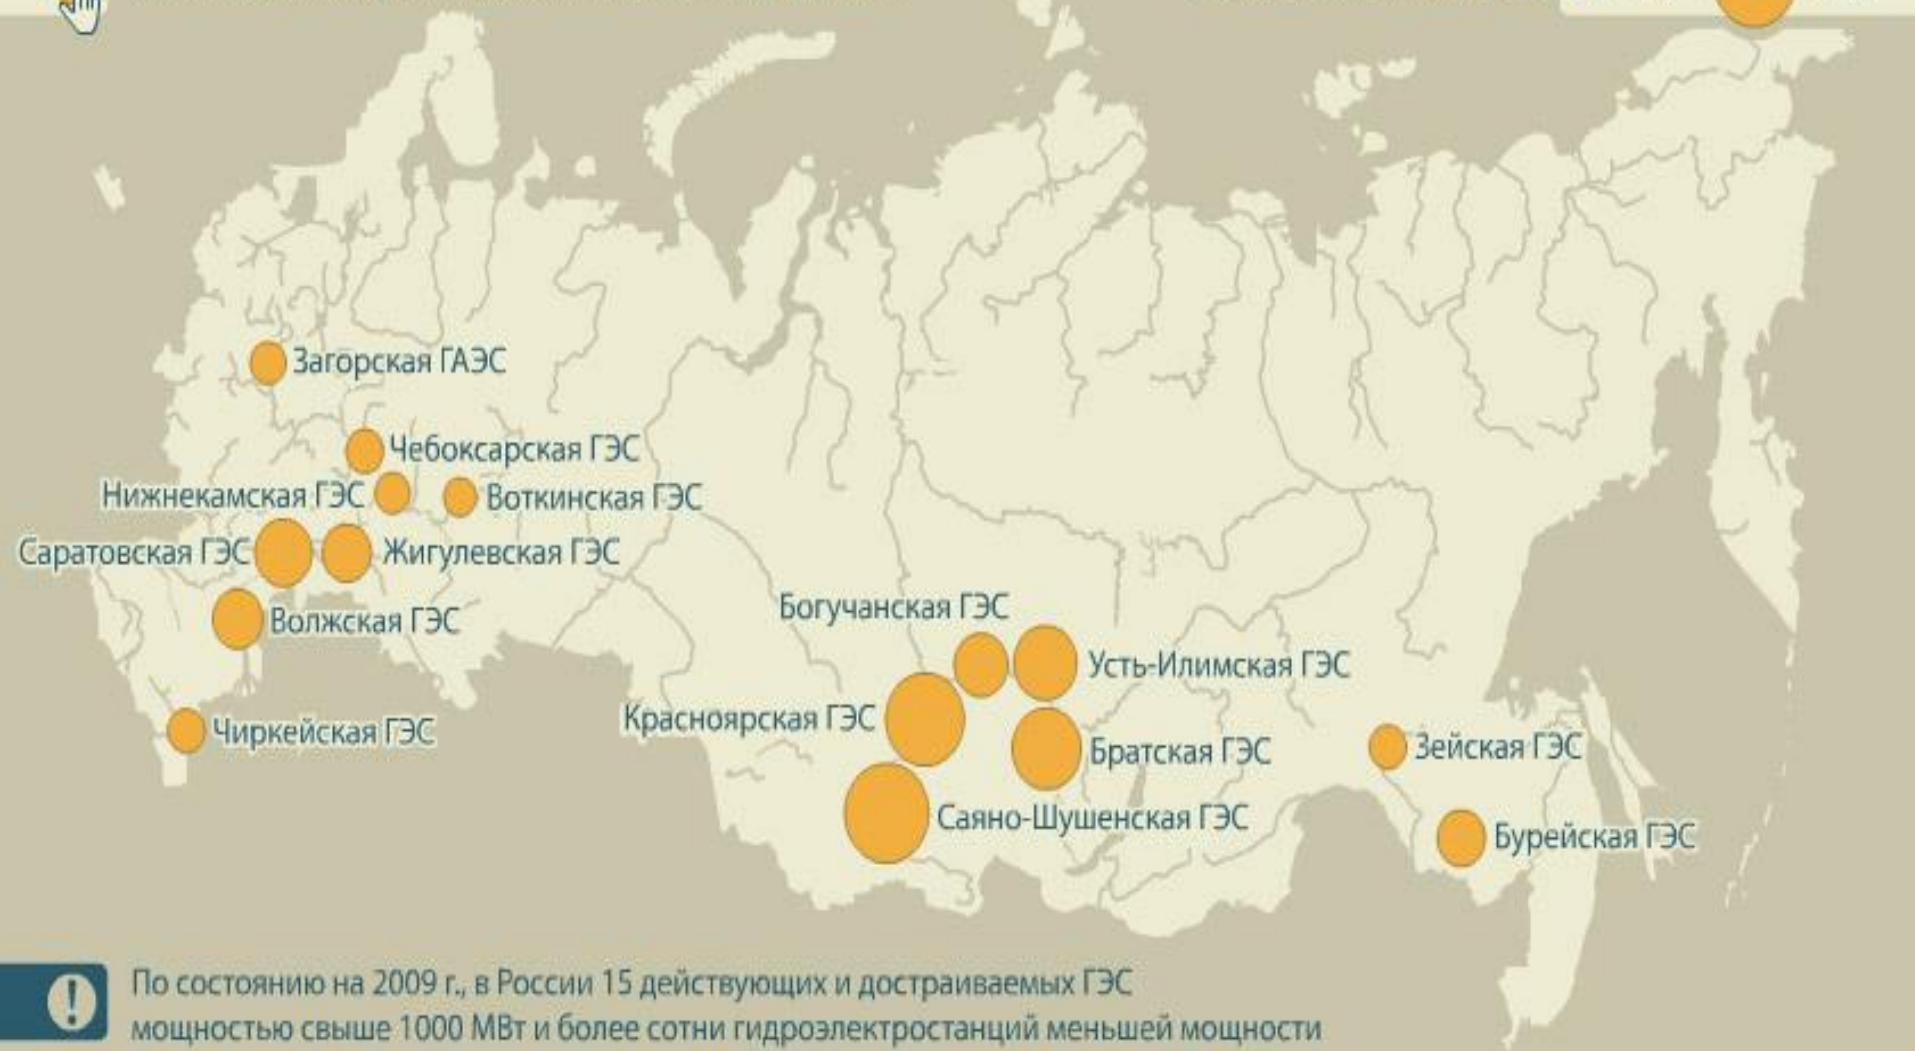 Загорская ГАЭС
Чебоксарская ГЭС
Нижнекамская ГЭС
Воткинская ГЭС
Саратовская ГЭС
Жигулевская ГЭС
Волжская ГЭС
Чиркейская ГЭС
Богучанская ГЭС
Усть-Илимская ГЭС
Красноярская ГЭС
Братская ГЭС
Саяно-Шушенская ГЭС
Зейская ГЭС
Бурейская ГЭС
!
По состоянию на 2009 г., в России 15 действующих и достраиваемых ГЭС
мощностью свыше 1000 МВт и более сотни гидроэлектростанций меньшей мощности